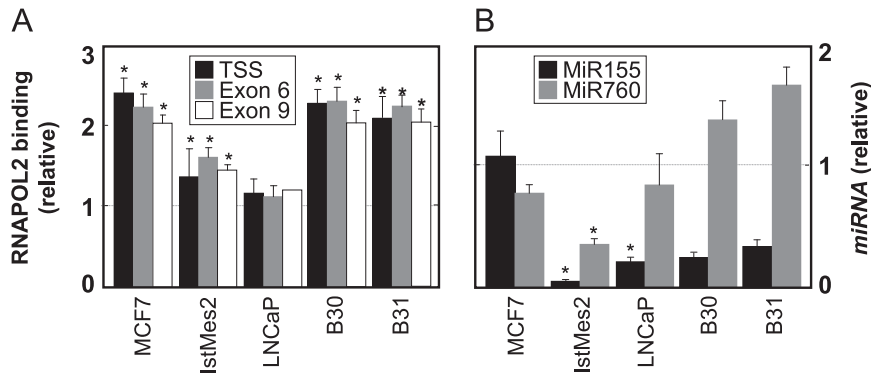 A
RNAPOL2 binding
(relative)
3
2
1
0
TSS
Exon 6
Exon 9
* * *
* * *
* * *
* * *
MCF7
IstMes2
LNCaP
B30
B31
B
MiR155
MiR760
* *
*
2
1
0
miRNA (relative)
MCF7
IstMes2
LNCaP
B30
B31